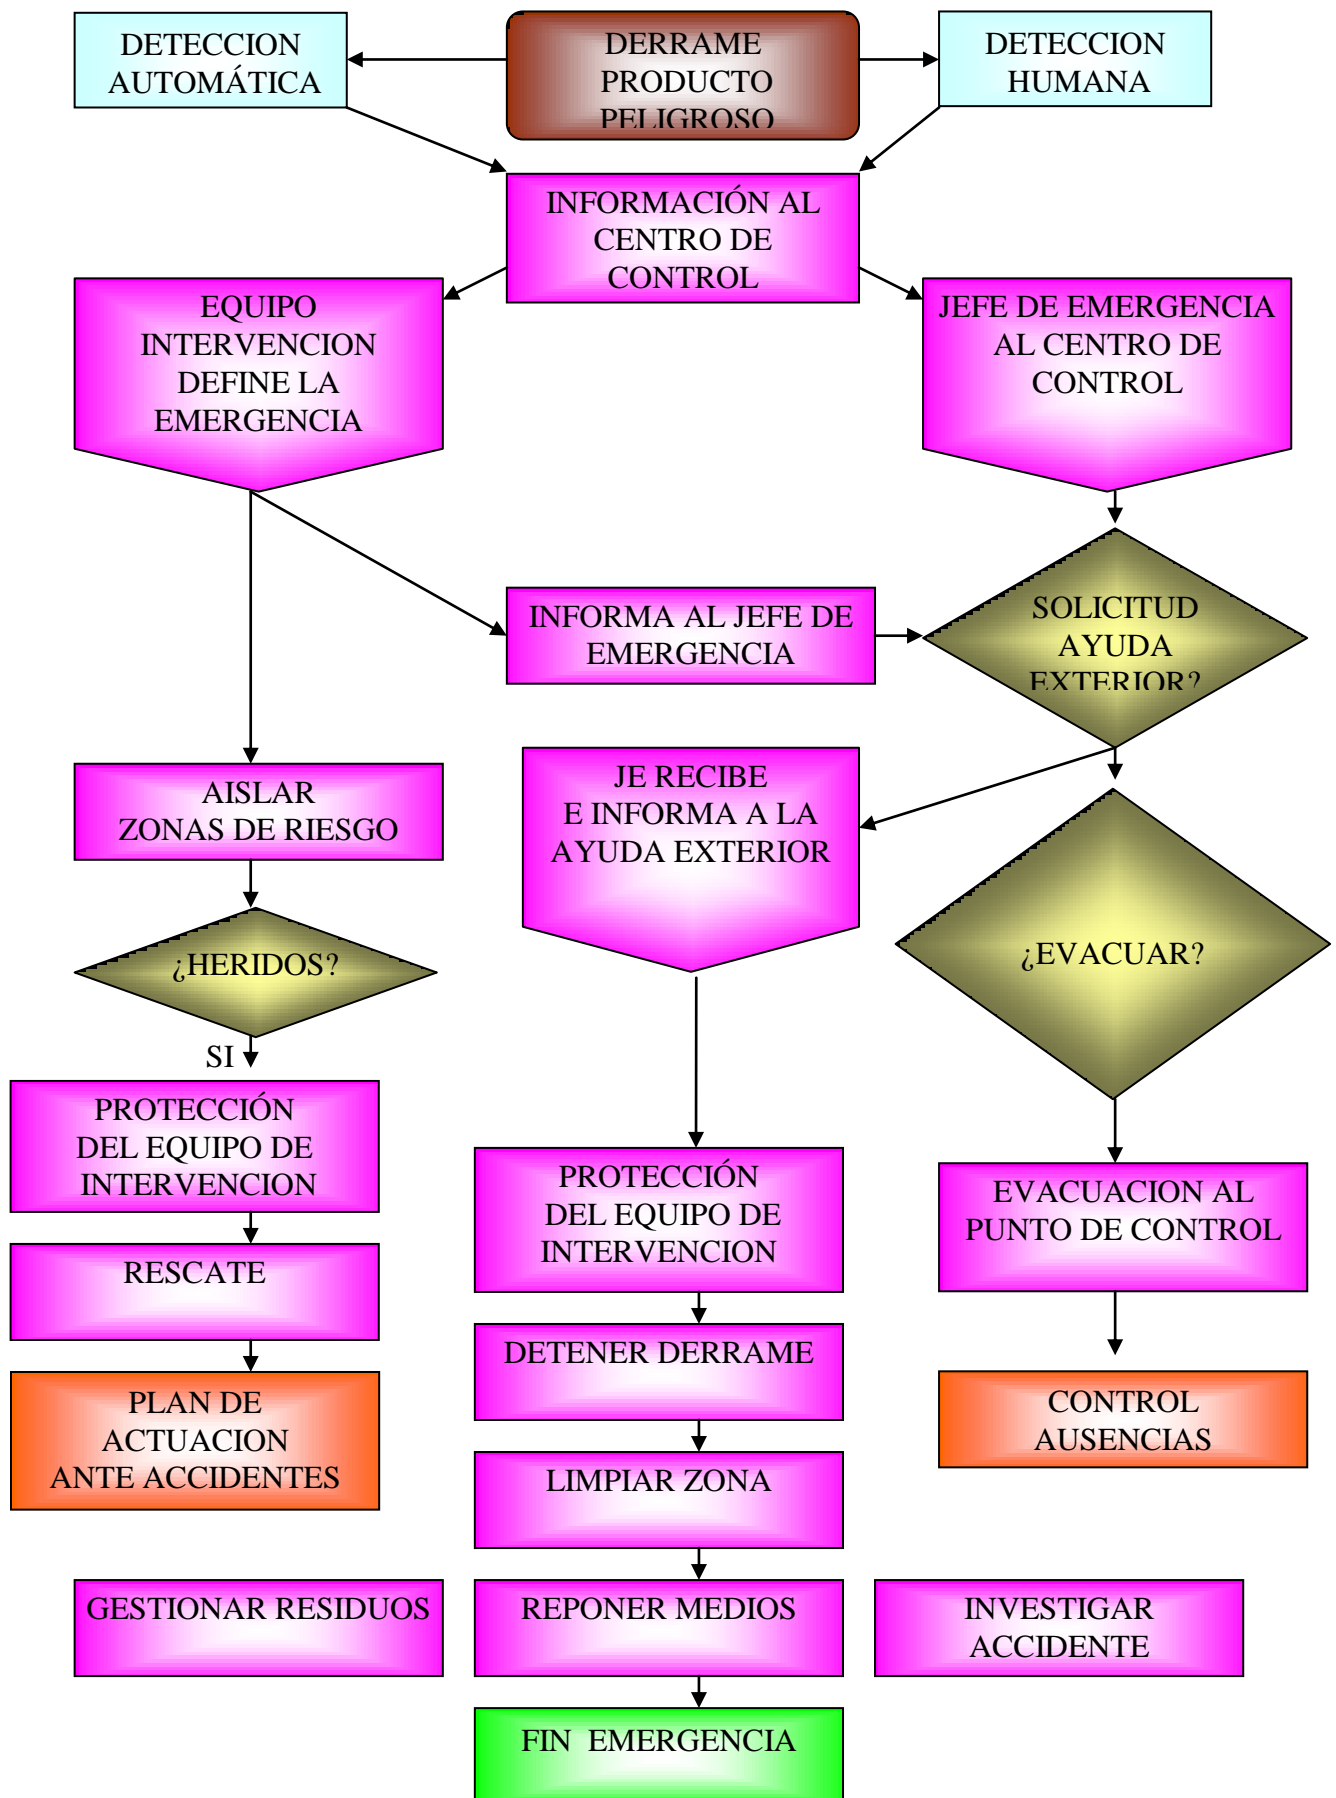 DETECCION
AUTOMÁTICA
DERRAME
PRODUCTO
PELIGROSO
DETECCION
HUMANA
INFORMACIÓN AL
CENTRO DE
CONTROL
EQUIPO
INTERVENCION
DEFINE LA
EMERGENCIA
JEFE DE EMERGENCIA
AL CENTRO DE
CONTROL
INFORMA AL JEFE DE
EMERGENCIA
SOLICITUD
AYUDA
EXTERIOR?
AISLAR
ZONAS DE RIESGO
JE RECIBE
E INFORMA A LA
AYUDA EXTERIOR
¿HERIDOS?
¿EVACUAR?
SI
PROTECCIÓN
DEL EQUIPO DE
INTERVENCION
PROTECCIÓN
DEL EQUIPO DE
INTERVENCION
EVACUACION AL
PUNTO DE CONTROL
RESCATE
DETENER DERRAME
PLAN DE
ACTUACION
ANTE ACCIDENTES
CONTROL
AUSENCIAS
LIMPIAR ZONA
GESTIONAR RESIDUOS
REPONER MEDIOS
INVESTIGAR
ACCIDENTE
FIN EMERGENCIA